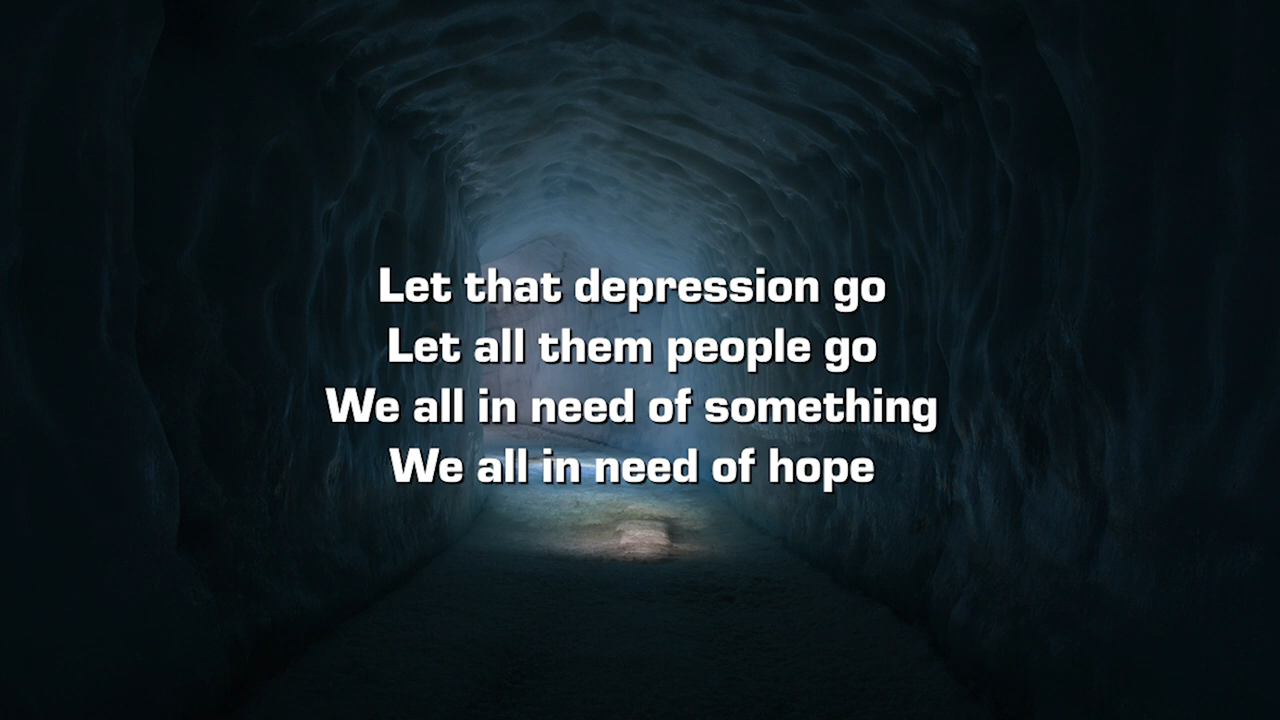 Let that depression go
Let all them people go
We all in need of something
We all in need of hope